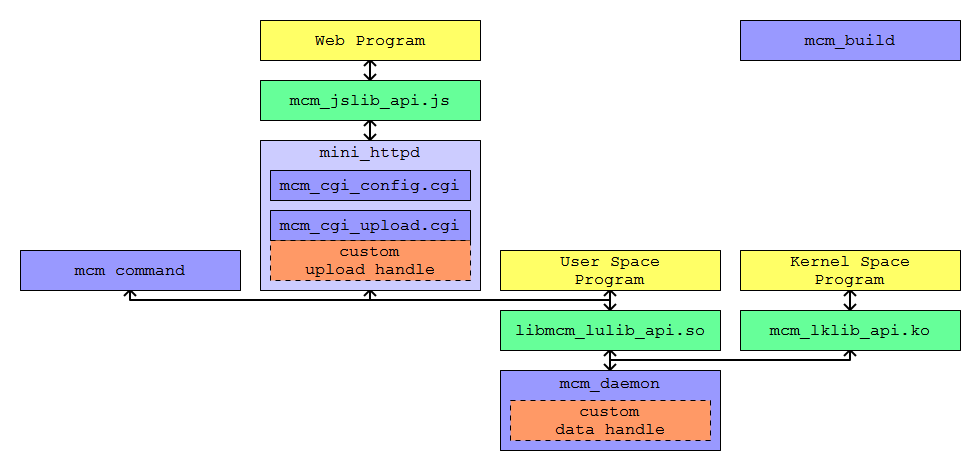 Web Program
mcm_build
mcm_jslib_api.js
mini_httpd
mcm_cgi_config.cgi
mcm_cgi_upload.cgi
custom
upload handle
mcm command
User Space
Program
Kernel Space
Program
libmcm_lulib_api.so
mcm_lklib_api.ko
mcm_daemon
custom
data handle